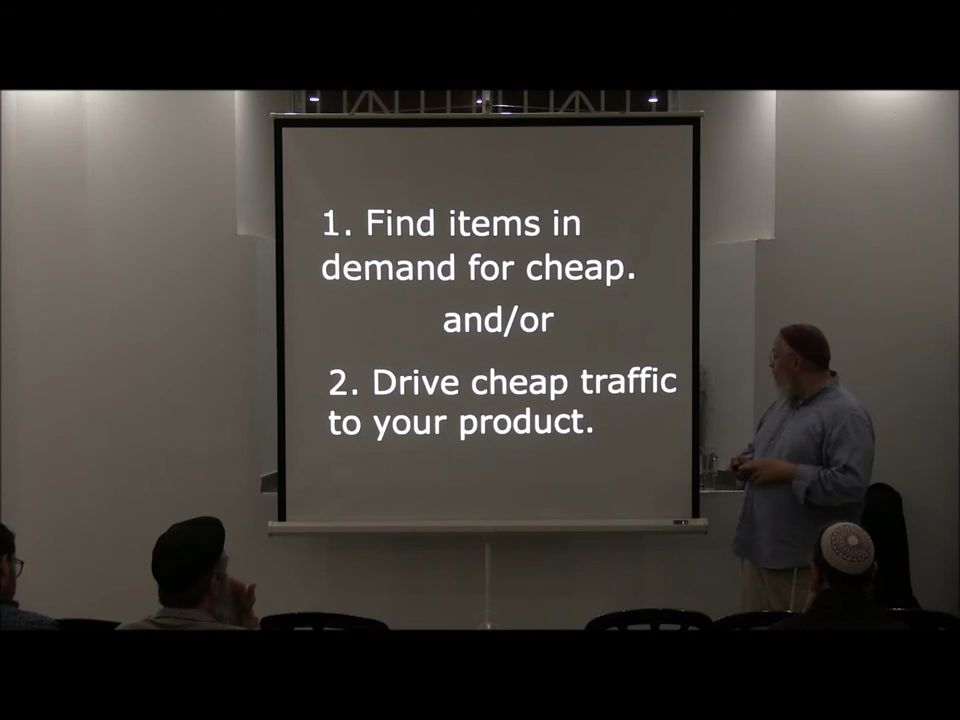 1. Find items in
demand for cheap.
and/or
2. Drive cheap traffic
to your product.